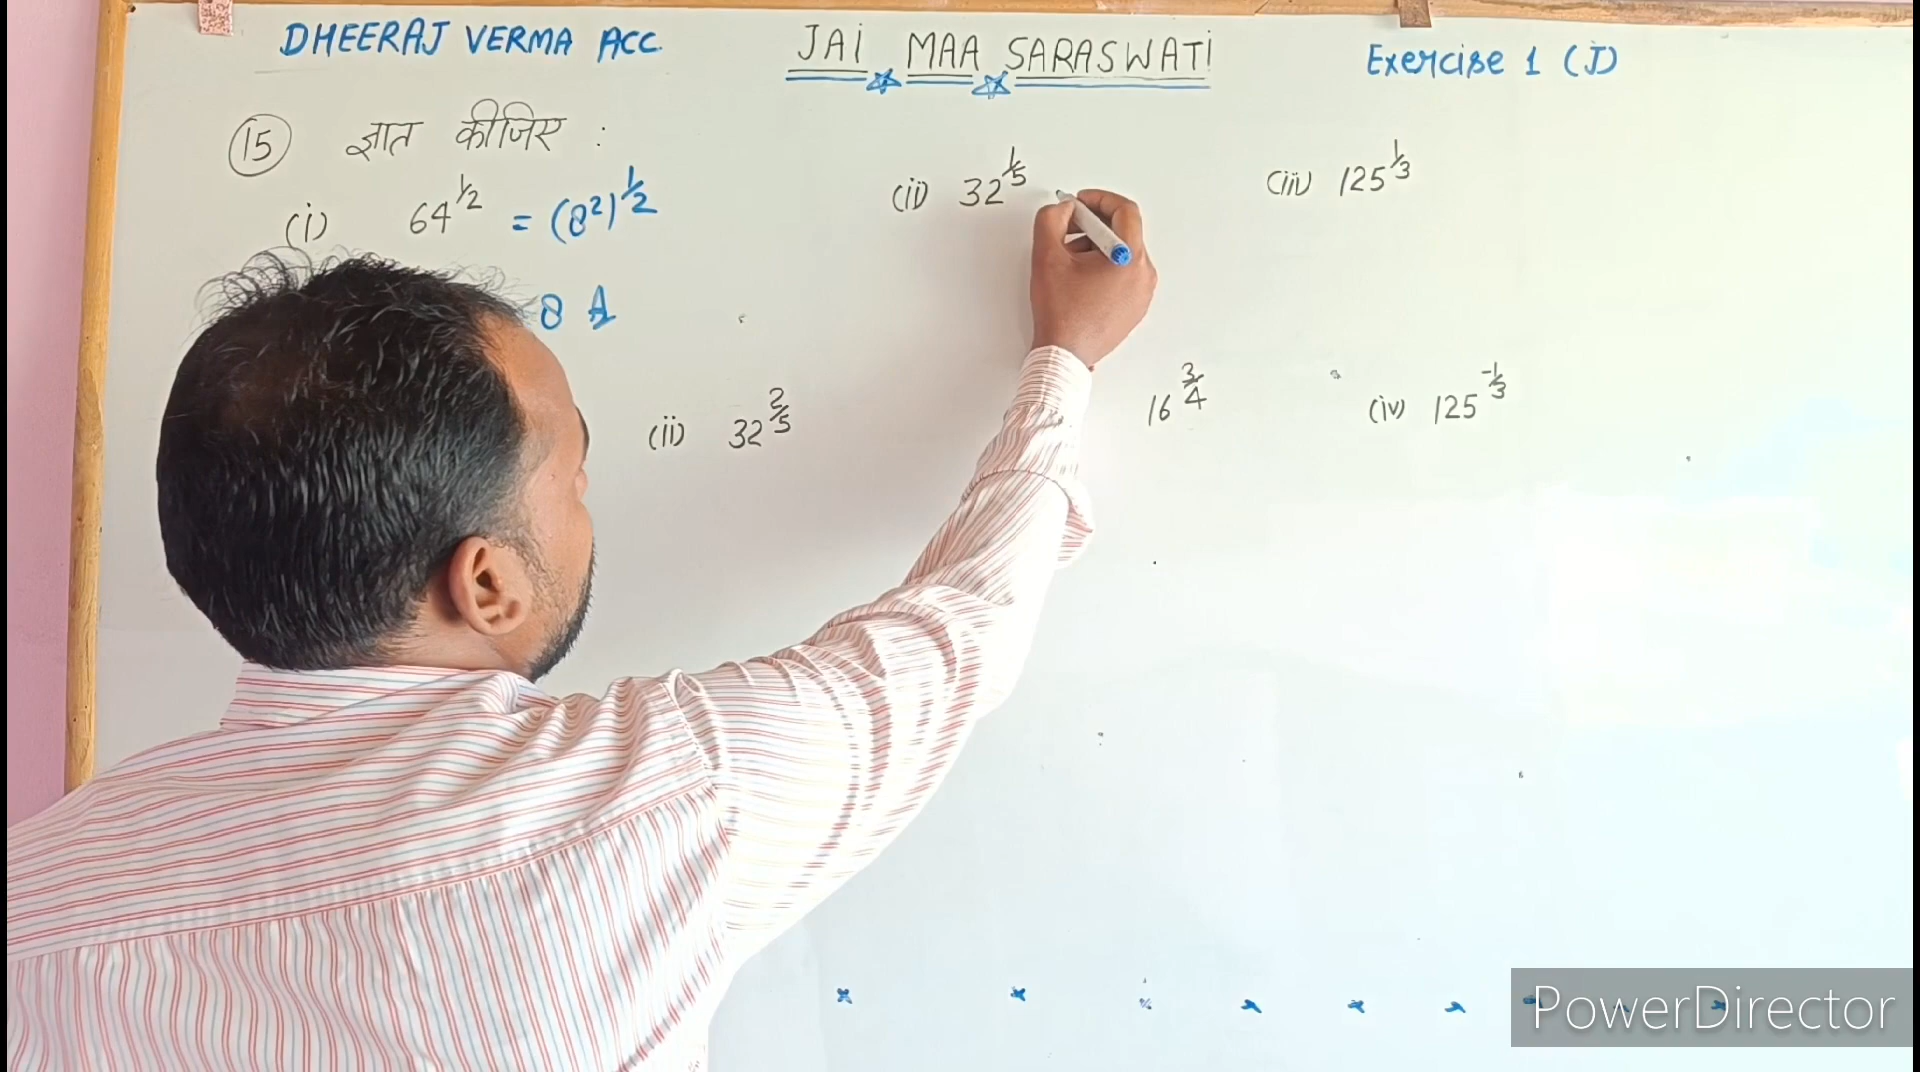 DHEERAJ VERMA ACC. JAI MAA SARASWATI Exercise 1 (J)
15 ज्ञात कीजिए :
(i) 64^1/2 = (8²)^1/2 (ii) 32^1/5 (iii) 125^1/3
8 A
(ii) 32^2/5 16^3/4 (iv) 125^-1/3
PowerDirector